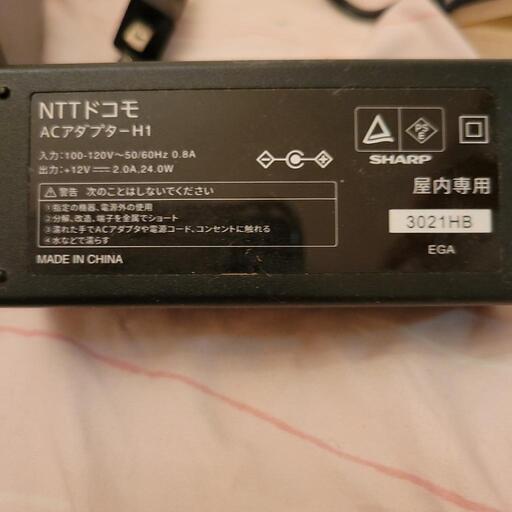 NTTドコモ
ACアダプターH1
入力:100-120V～50/60Hz 0.8A
出力:+12V⎓2.0A,24.0W
⚠警告 次のことはしないでください
①指定の機器、電源外の使用
②分解、改造、端子を金属でショート
③濡れた手でACアダプタや電源コード、コンセントに触れる
④水などで濡らす
MADE IN CHINA
PS
E
SHARP
屋内専用
3021HB
EGA